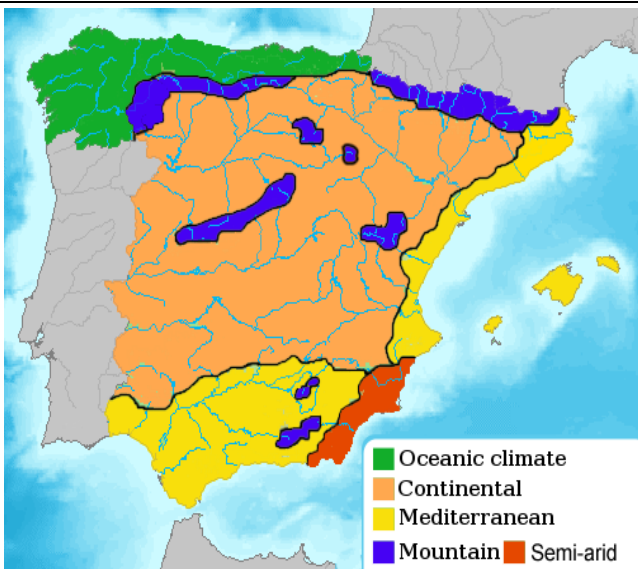 Oceanic climate
Continental
Mediterranean
Mountain Semi-arid